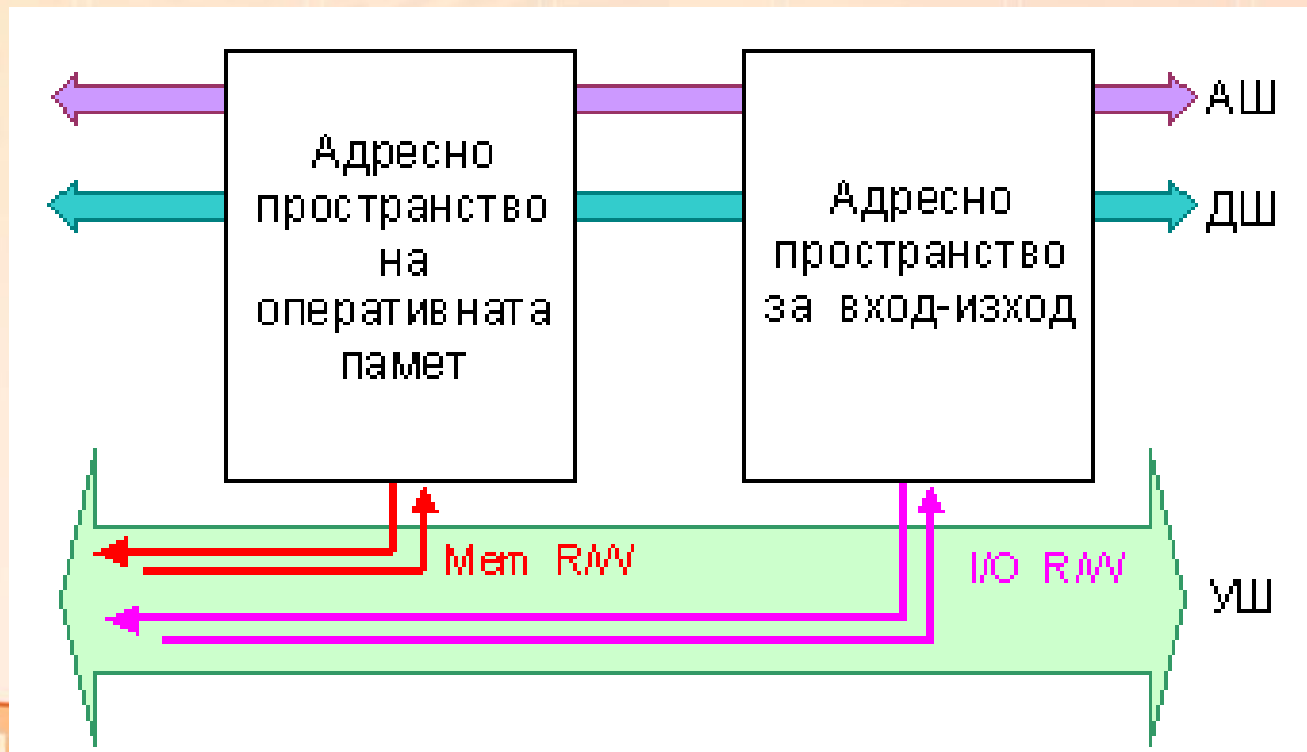 Адресно
пространство
на
оперативната
памет
Адресно
пространство
за вход-изход
АШ
ДШ
Mem R/W
I/O R/W
УШ